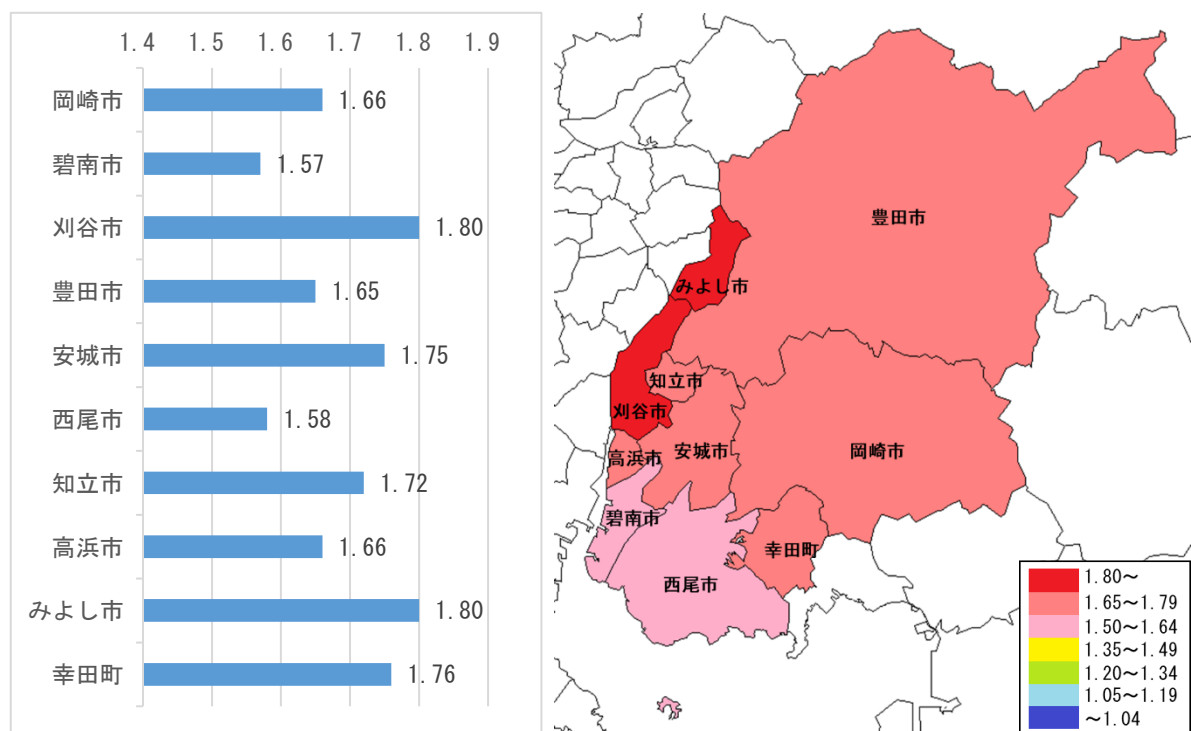 1.4 1.5 1.6 1.7 1.8 1.9
岡崎市 1.66
碧南市 1.57
刈谷市 1.80
豊田市 1.65
安城市 1.75
西尾市 1.58
知立市 1.72
高浜市 1.66
みよし市 1.80
幸田町 1.76
豊田市
みよし市
知立市
刈谷市
高浜市 安城市 岡崎市
碧南市
幸田町
西尾市
1.80～
1.65～1.79
1.50～1.64
1.35～1.49
1.20～1.34
1.05～1.19
～1.04